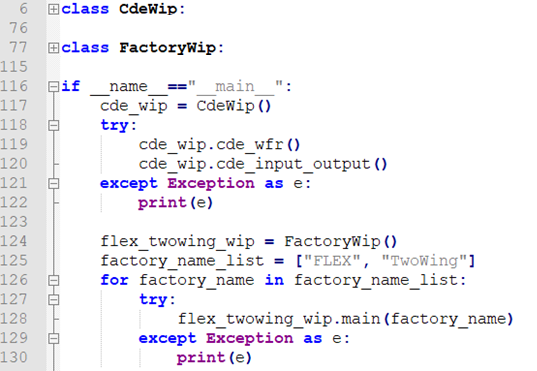 6 class CdeWip:
76
77 class FactoryWip:
115
116 if __name__=="__main__":
117     cde_wip = CdeWip()
118     try:
119         cde_wip.cde_wfr()
120         cde_wip.cde_input_output()
121     except Exception as e:
122         print(e)
123
124     flex_twowing_wip = FactoryWip()
125     factory_name_list = ["FLEX", "TwoWing"]
126     for factory_name in factory_name_list:
127         try:
128             flex_twowing_wip.main(factory_name)
129         except Exception as e:
130             print(e)